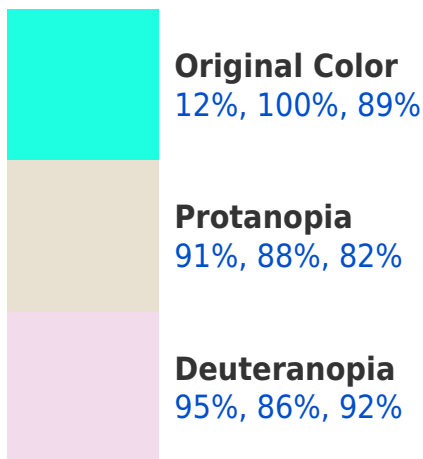 Original Color
12%, 100%, 89%
Protanopia
91%, 88%, 82%
Deuteranopia
95%, 86%, 92%